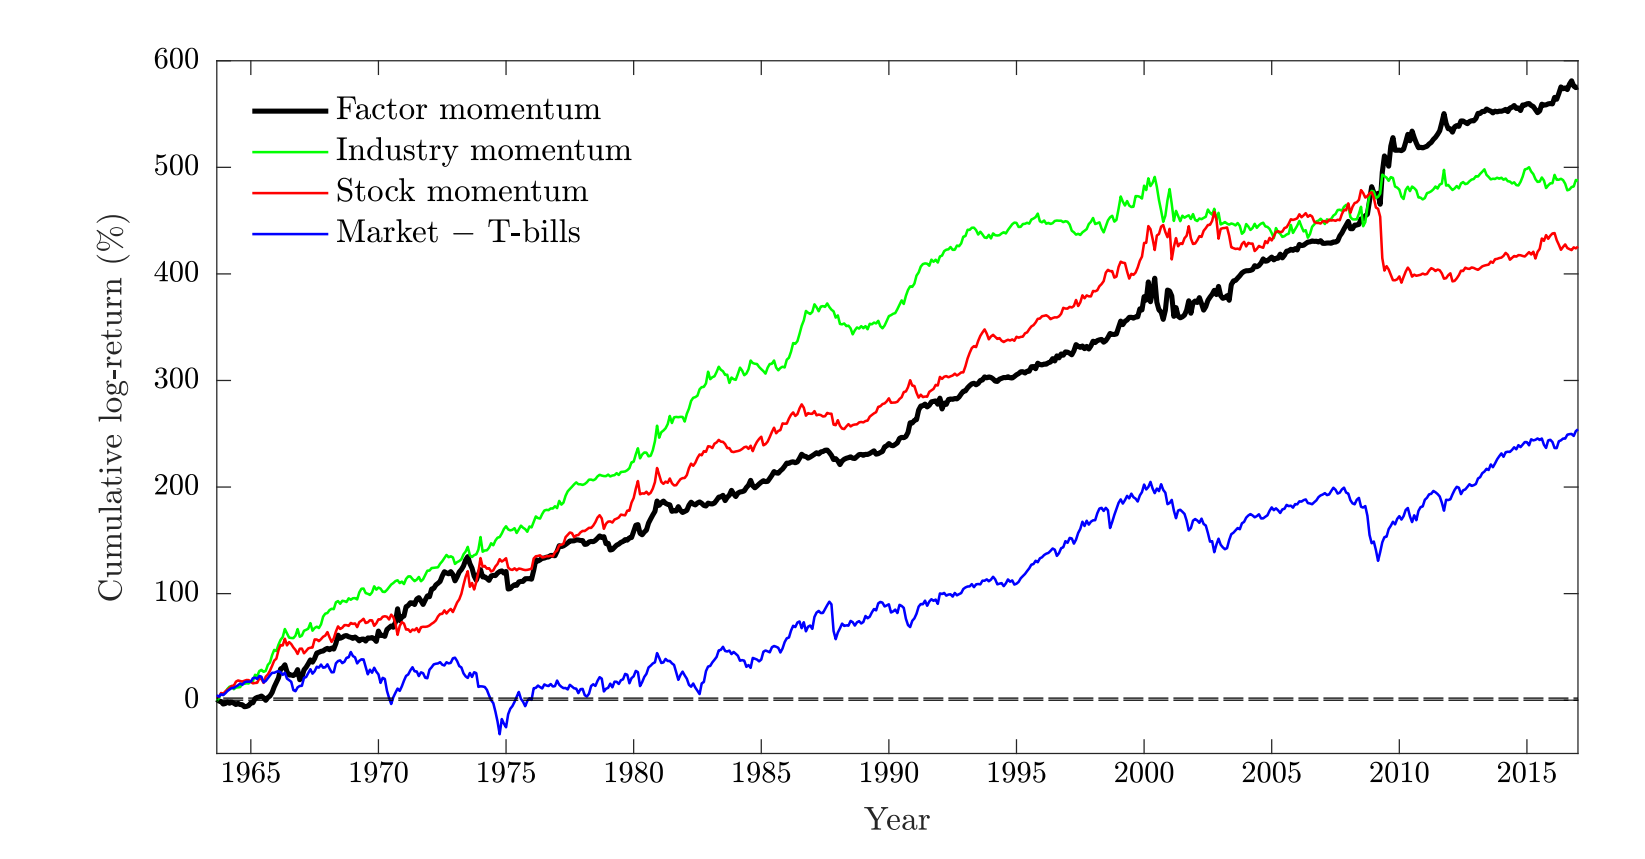 600
500
400
300
200
100
0
Cumulative log-return (%)
Factor momentum
Industry momentum
Stock momentum
Market − T-bills
1965 1970 1975 1980 1985 1990 1995 2000 2005 2010 2015
Year